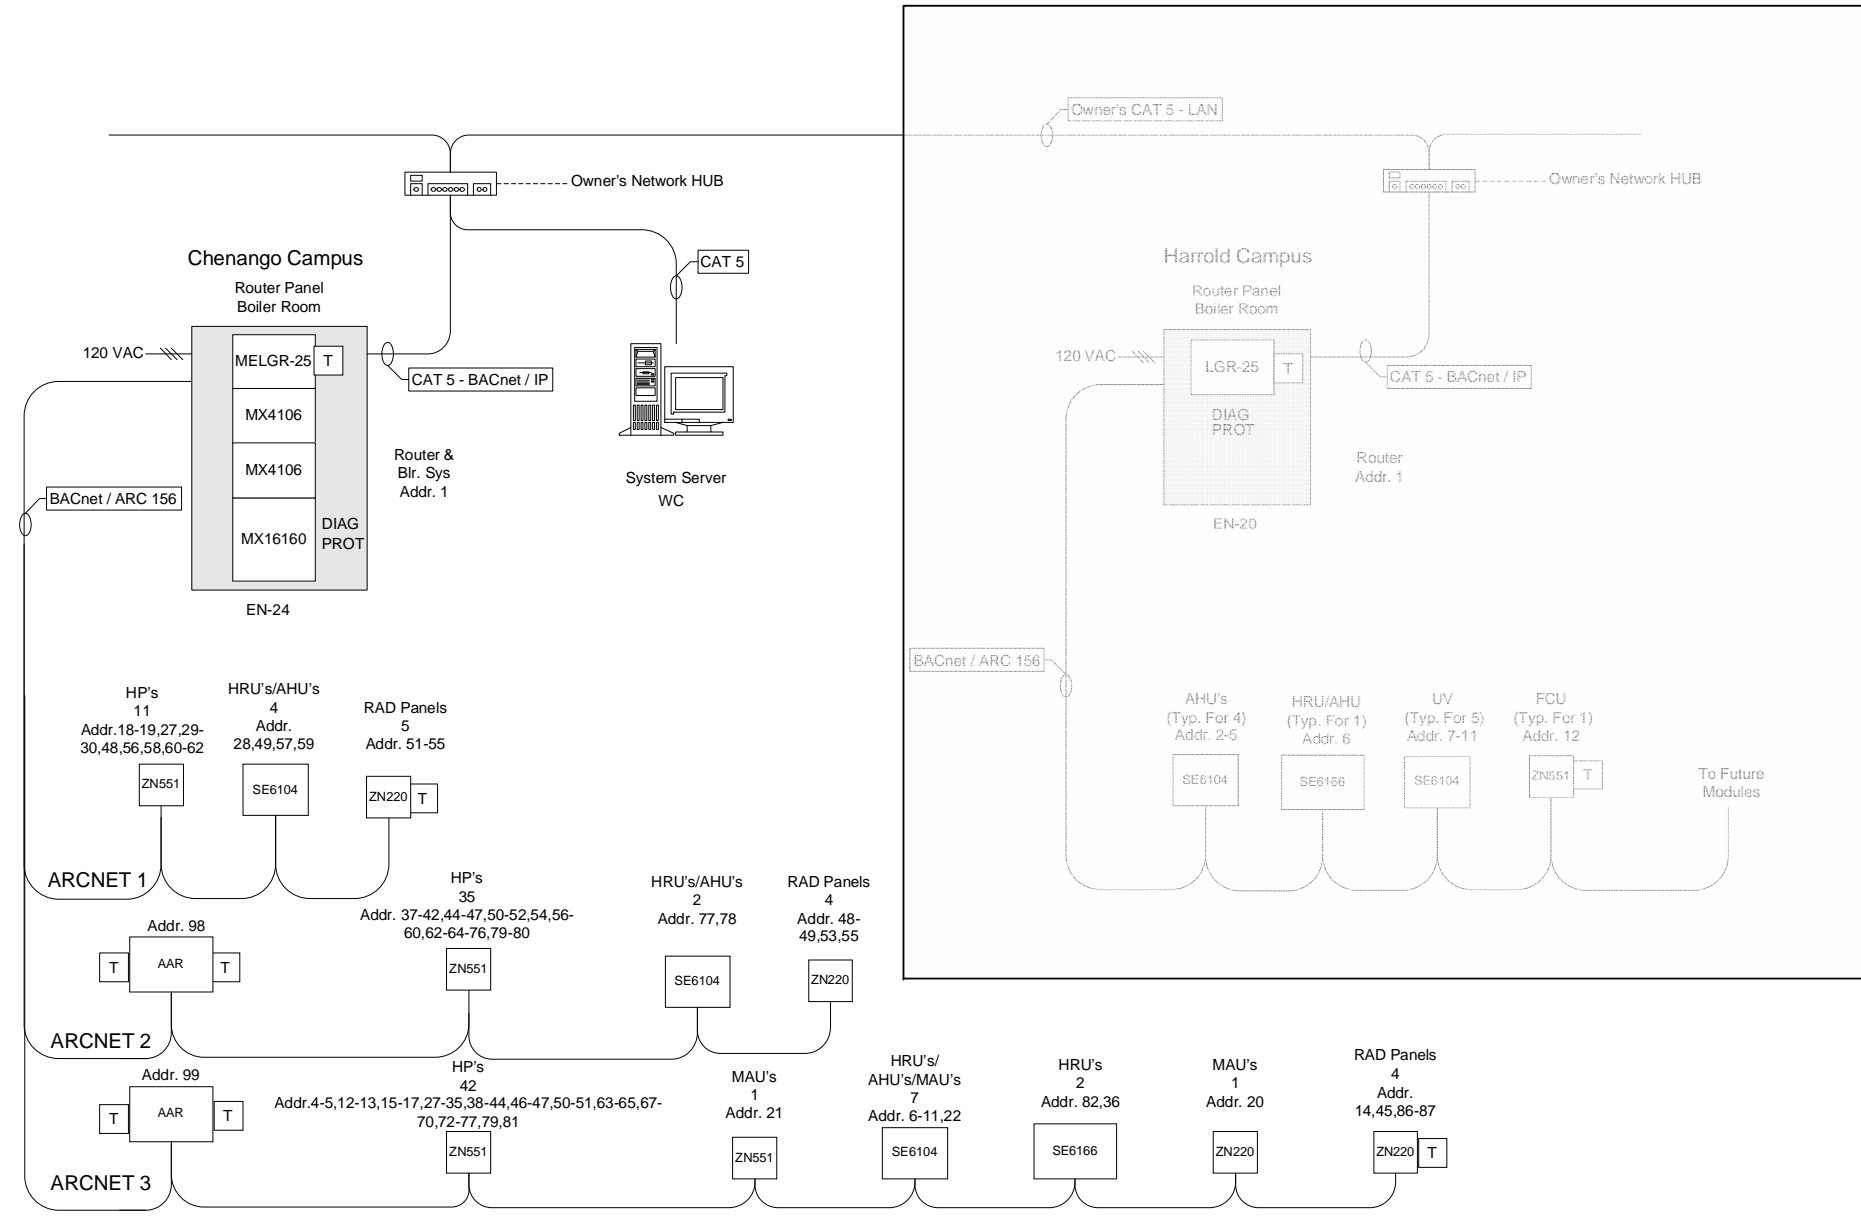 Owner's CAT 5 - LAN
Owner's Network HUB
Owner's Network HUB
Chenango Campus
Router Panel
Boiler Room
CAT 5
120 VAC
MELGR-25
T
CAT 5 - BACnet / IP
MX4106
MX4106
MX16160
DIAG
PROT
Router &
Blr. Sys
Addr. 1
System Server
WC
BACnet / ARC 156
EN-24
Harrold Campus
Router Panel
Boiler Room
120 VAC
LGR-25
T
CAT 5 - BACnet / IP
DIAG
PROT
Router
Addr. 1
EN-20
BACnet / ARC 156
AHU's
(Typ. For 4)
Addr. 2-5
SE6104
HRU/AHU
(Typ. For 1)
Addr. 6
SE6166
UV
(Typ. For 5)
Addr. 7-11
SE6104
FCU
(Typ. For 1)
Addr. 12
ZN551
T
To Future
Modules
HP's
11
Addr.18-19,27,29-
30,48,56,58,60-62
ZN551
HRU's/AHU's
4
Addr.
28,49,57,59
SE6104
RAD Panels
5
Addr. 51-55
ZN220
T
ARCNET 1
Addr. 98
T
AAR
T
HP's
35
Addr. 37-42,44-47,50-52,54,56-
60,62-64-76,79-80
ZN551
HRU's/AHU's
2
Addr. 77,78
SE6104
RAD Panels
4
Addr. 48-
49,53,55
ZN220
ARCNET 2
Addr. 99
T
AAR
T
HP's
42
Addr.4-5,12-13,15-17,27-35,38-44,46-47,50-51,63-65,67-
70,72-77,79,81
ZN551
MAU's
1
Addr. 21
ZN551
HRU's/
AHU's/MAU's
7
Addr. 6-11,22
SE6104
HRU's
2
Addr. 82,36
SE6166
MAU's
1
Addr. 20
ZN220
RAD Panels
4
Addr.
14,45,86-87
ZN220
T
ARCNET 3